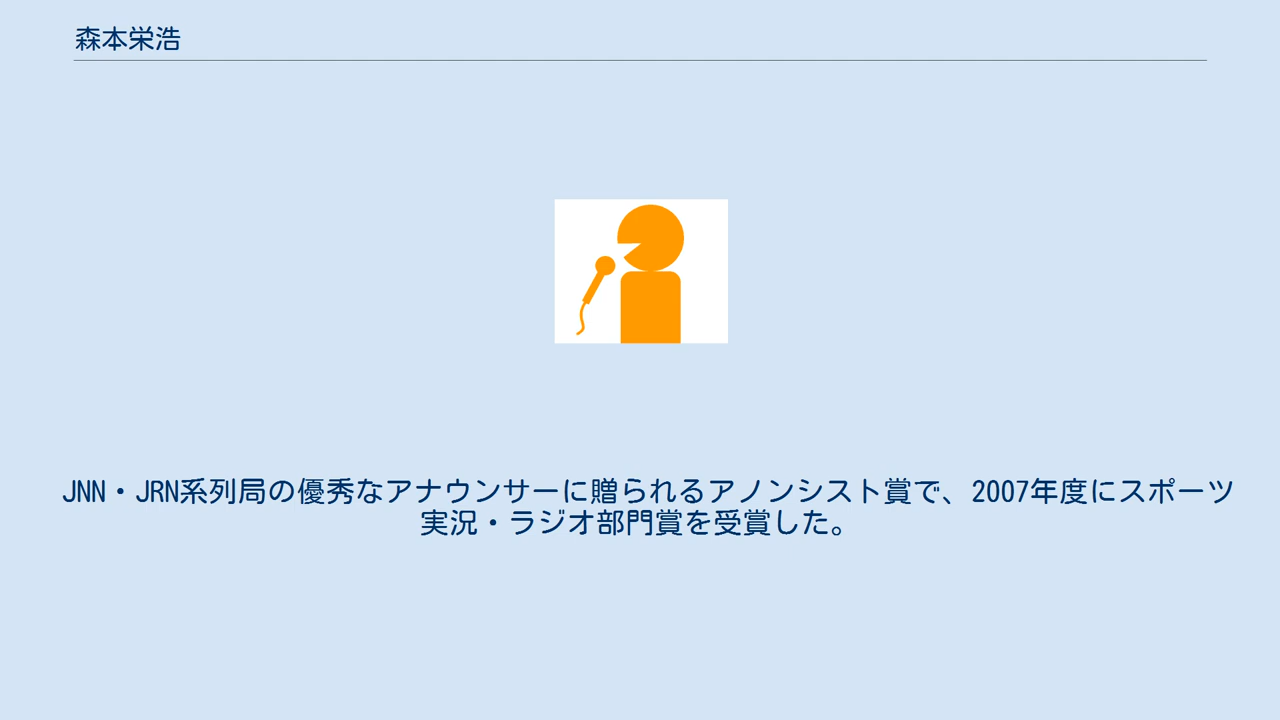 森本栄浩
JNN・JRN系列局の優秀なアナウンサーに贈られるアノンシスト賞で、2007年度にスポーツ
実況・ラジオ部門賞を受賞した。